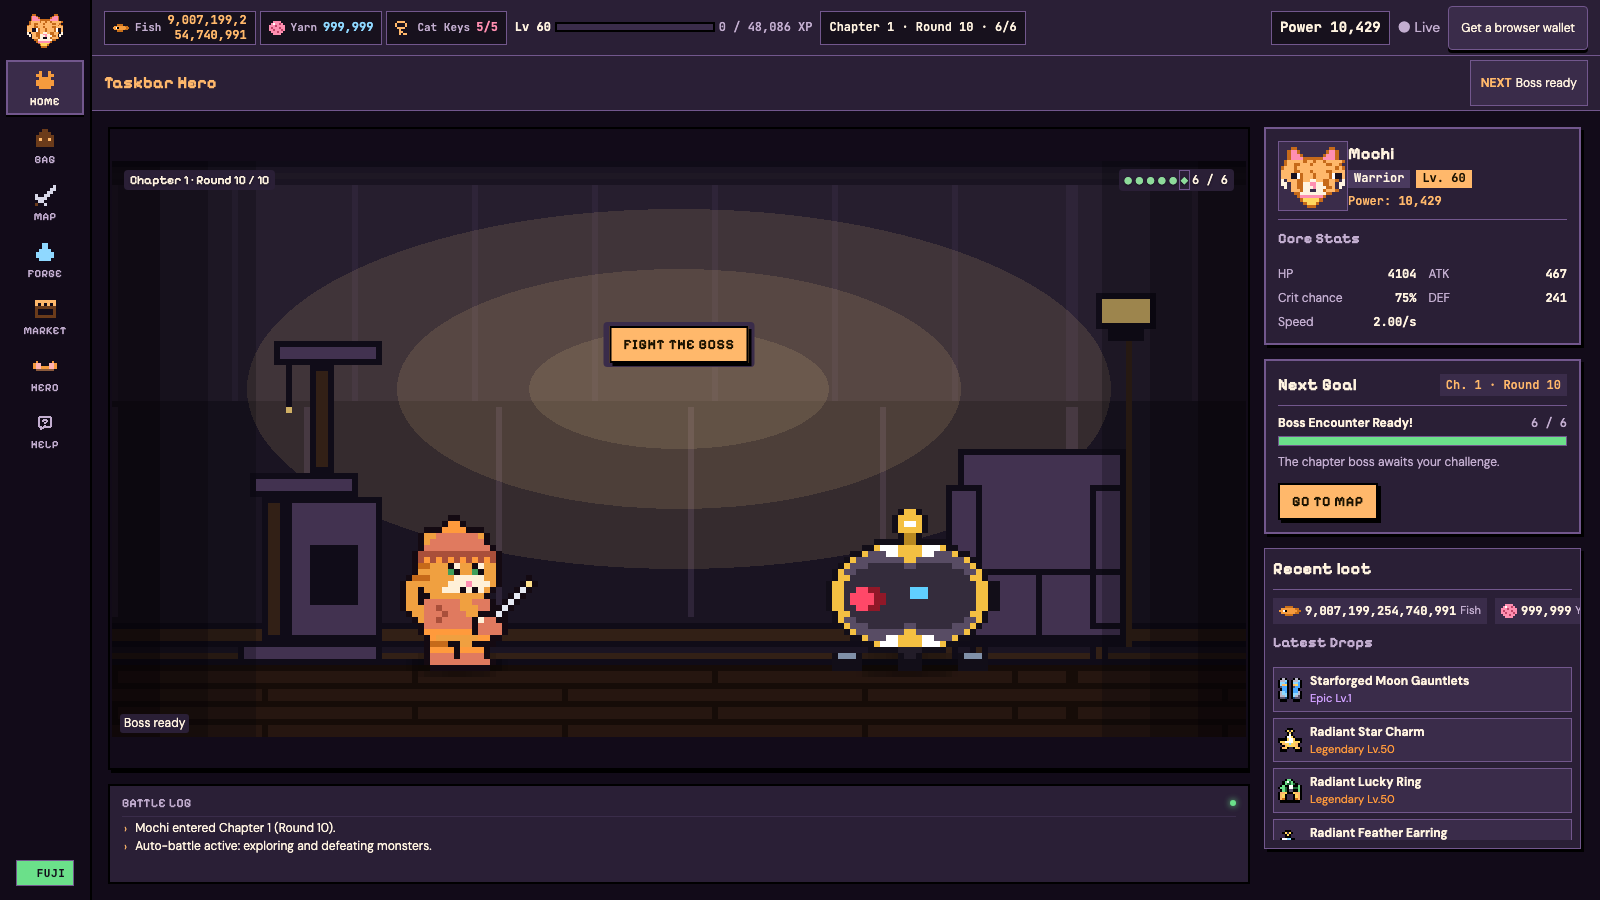 Fish 9,007,199,2
54,740,991
Yarn 999,999
Cat Keys 5/5
Lv 60
0 / 48,086 XP
Chapter 1 · Round 10 · 6/6
Power 10,429
Live
Get a browser wallet
HOME
BAG
MAP
FORGE
MARKET
HERO
HELP
FUJI
Taskbar Hero
NEXT Boss ready
Chapter 1 · Round 10 / 10
6 / 6
FIGHT THE BOSS
Boss ready
BATTLE LOG
› Mochi entered Chapter 1 (Round 10).
› Auto-battle active: exploring and defeating monsters.
Mochi
Warrior Lv. 60
Power: 10,429
Core Stats
HP 4104 ATK 467
Crit chance 75% DEF 241
Speed 2.00/s
Next Goal Ch. 1 · Round 10
Boss Encounter Ready! 6 / 6
The chapter boss awaits your challenge.
GO TO MAP
Recent loot
9,007,199,254,740,991 Fish 999,999 Y
Latest Drops
Starforged Moon Gauntlets
Epic Lv.1
Radiant Star Charm
Legendary Lv.50
Radiant Lucky Ring
Legendary Lv.50
Radiant Feather Earring